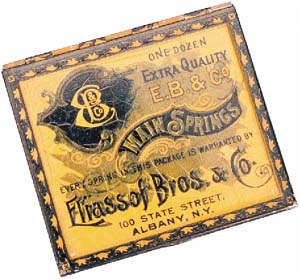 ONE DOZEN
EXTRA QUALITY
E.B. & Co
MAIN SPRINGS
EVERY SPRING IN THIS PACKAGE IS WARRANTED BY
Bros. & Co.
100 STATE STREET,
ALBANY, N.Y.